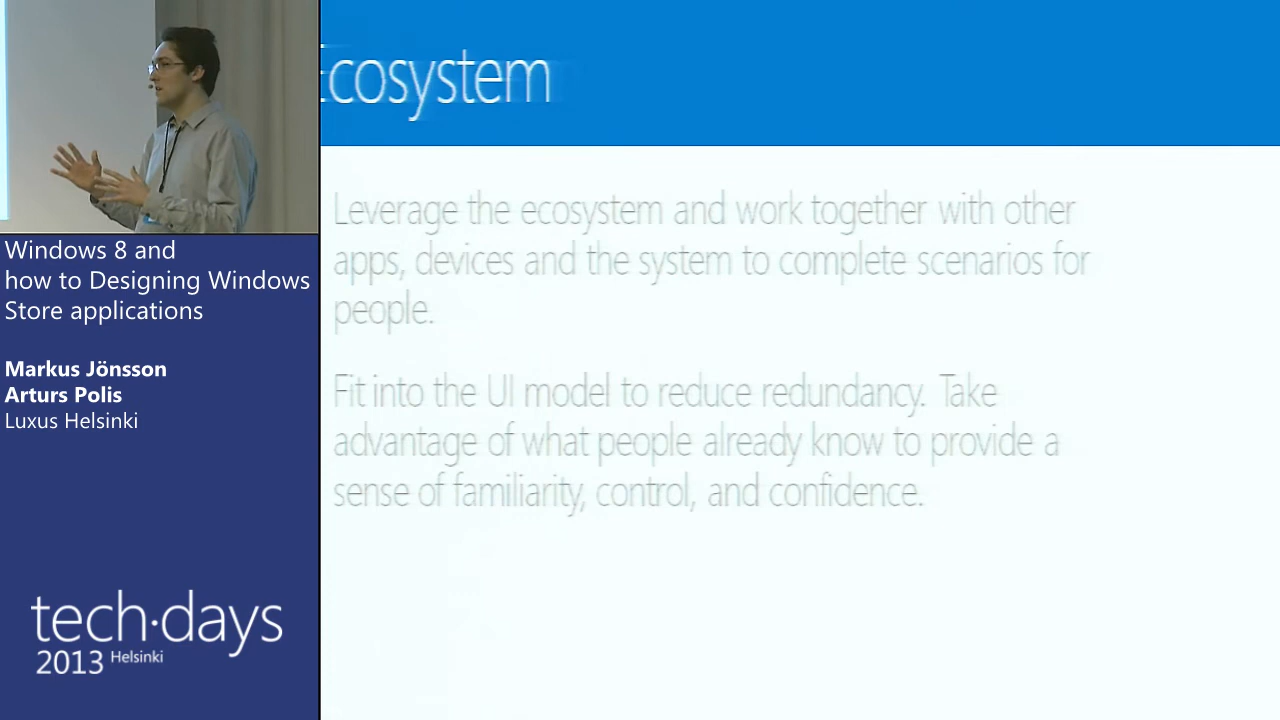 Ecosystem
Leverage the ecosystem and work together with other
apps, devices and the system to complete scenarios for
people.
Fit into the UI model to reduce redundancy. Take
advantage of what people already know to provide a
sense of familiarity, control, and confidence.
Windows 8 and
how to Designing Windows
Store applications
Markus Jönsson
Arturs Polis
Luxus Helsinki
tech·days
2013 Helsinki